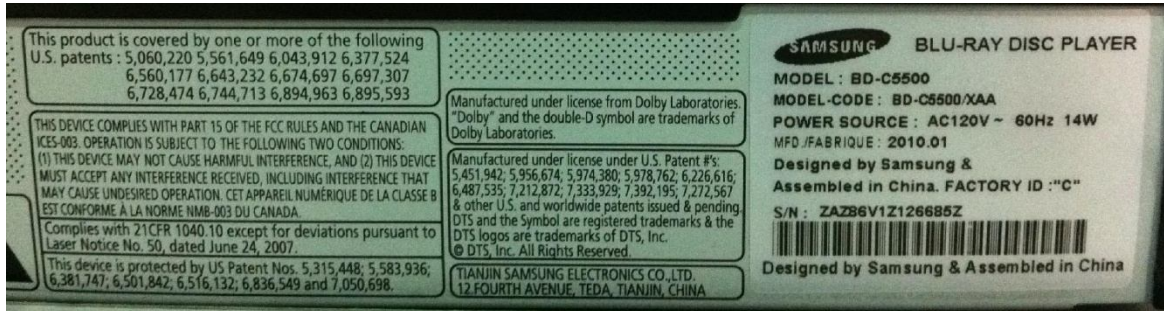 This product is covered by one or more of the following
U.S. patents : 5,060,220 5,561,649 6,043,912 6,377,524
6,560,177 6,643,232 6,674,697 6,697,307
6,728,474 6,744,713 6,894,963 6,895,593
THIS DEVICE COMPLIES WITH PART 15 OF THE FCC RULES AND THE CANADIAN
ICES-003. OPERATION IS SUBJECT TO THE FOLLOWING TWO CONDITIONS:
(1) THIS DEVICE MAY NOT CAUSE HARMFUL INTERFERENCE, AND (2) THIS DEVICE
MUST ACCEPT ANY INTERFERENCE RECEIVED, INCLUDING INTERFERENCE THAT
MAY CAUSE UNDESIRED OPERATION. CET APPAREIL NUMÉRIQUE DE LA CLASSE B
EST CONFORME À LA NORME NMB-003 DU CANADA.
Complies with 21CFR 1040.10 except for deviations pursuant to
Laser Notice No. 50, dated June 24, 2007.
This device is protected by US Patent Nos. 5,315,448; 5,583,936;
6,381,747; 6,501,842; 6,516,132; 6,836,549 and 7,050,698.
Manufactured under license from Dolby Laboratories.
"Dolby" and the double-D symbol are trademarks of
Dolby Laboratories.
Manufactured under license under U.S. Patent #'s:
5,451,942; 5,956,674; 5,974,380; 5,978,762; 6,226,616;
6,487,535; 7,212,872; 7,333,929; 7,392,195; 7,272,567
& other U.S. and worldwide patents issued & pending.
DTS and the Symbol are registered trademarks & the
DTS logos are trademarks of DTS, Inc.
© DTS, Inc. All Rights Reserved.
TIANJIN SAMSUNG ELECTRONICS CO.,LTD.
12.FOURTH AVENUE, TEDA, TIANJIN, CHINA
SAMSUNG BLU-RAY DISC PLAYER
MODEL : BD-C5500
MODEL-CODE : BD-C5500/XAA
POWER SOURCE : AC120V ~ 60Hz 14W
MFD./FABRIQUE : 2010.01
Designed by Samsung &
Assembled in China. FACTORY ID :"C"
S/N : ZAZ86V1Z126685Z
Designed by Samsung & Assembled in China